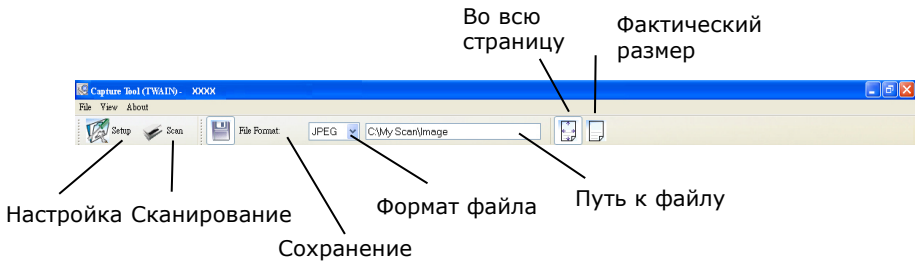 Во всю
страницу
Фактический
размер
Capture Tool (TWAIN)- XXXX
File View About
Setup Scan File Format: JPEG C:\My Scan\Image
Настройка Сканирование
Формат файла
Путь к файлу
Сохранение